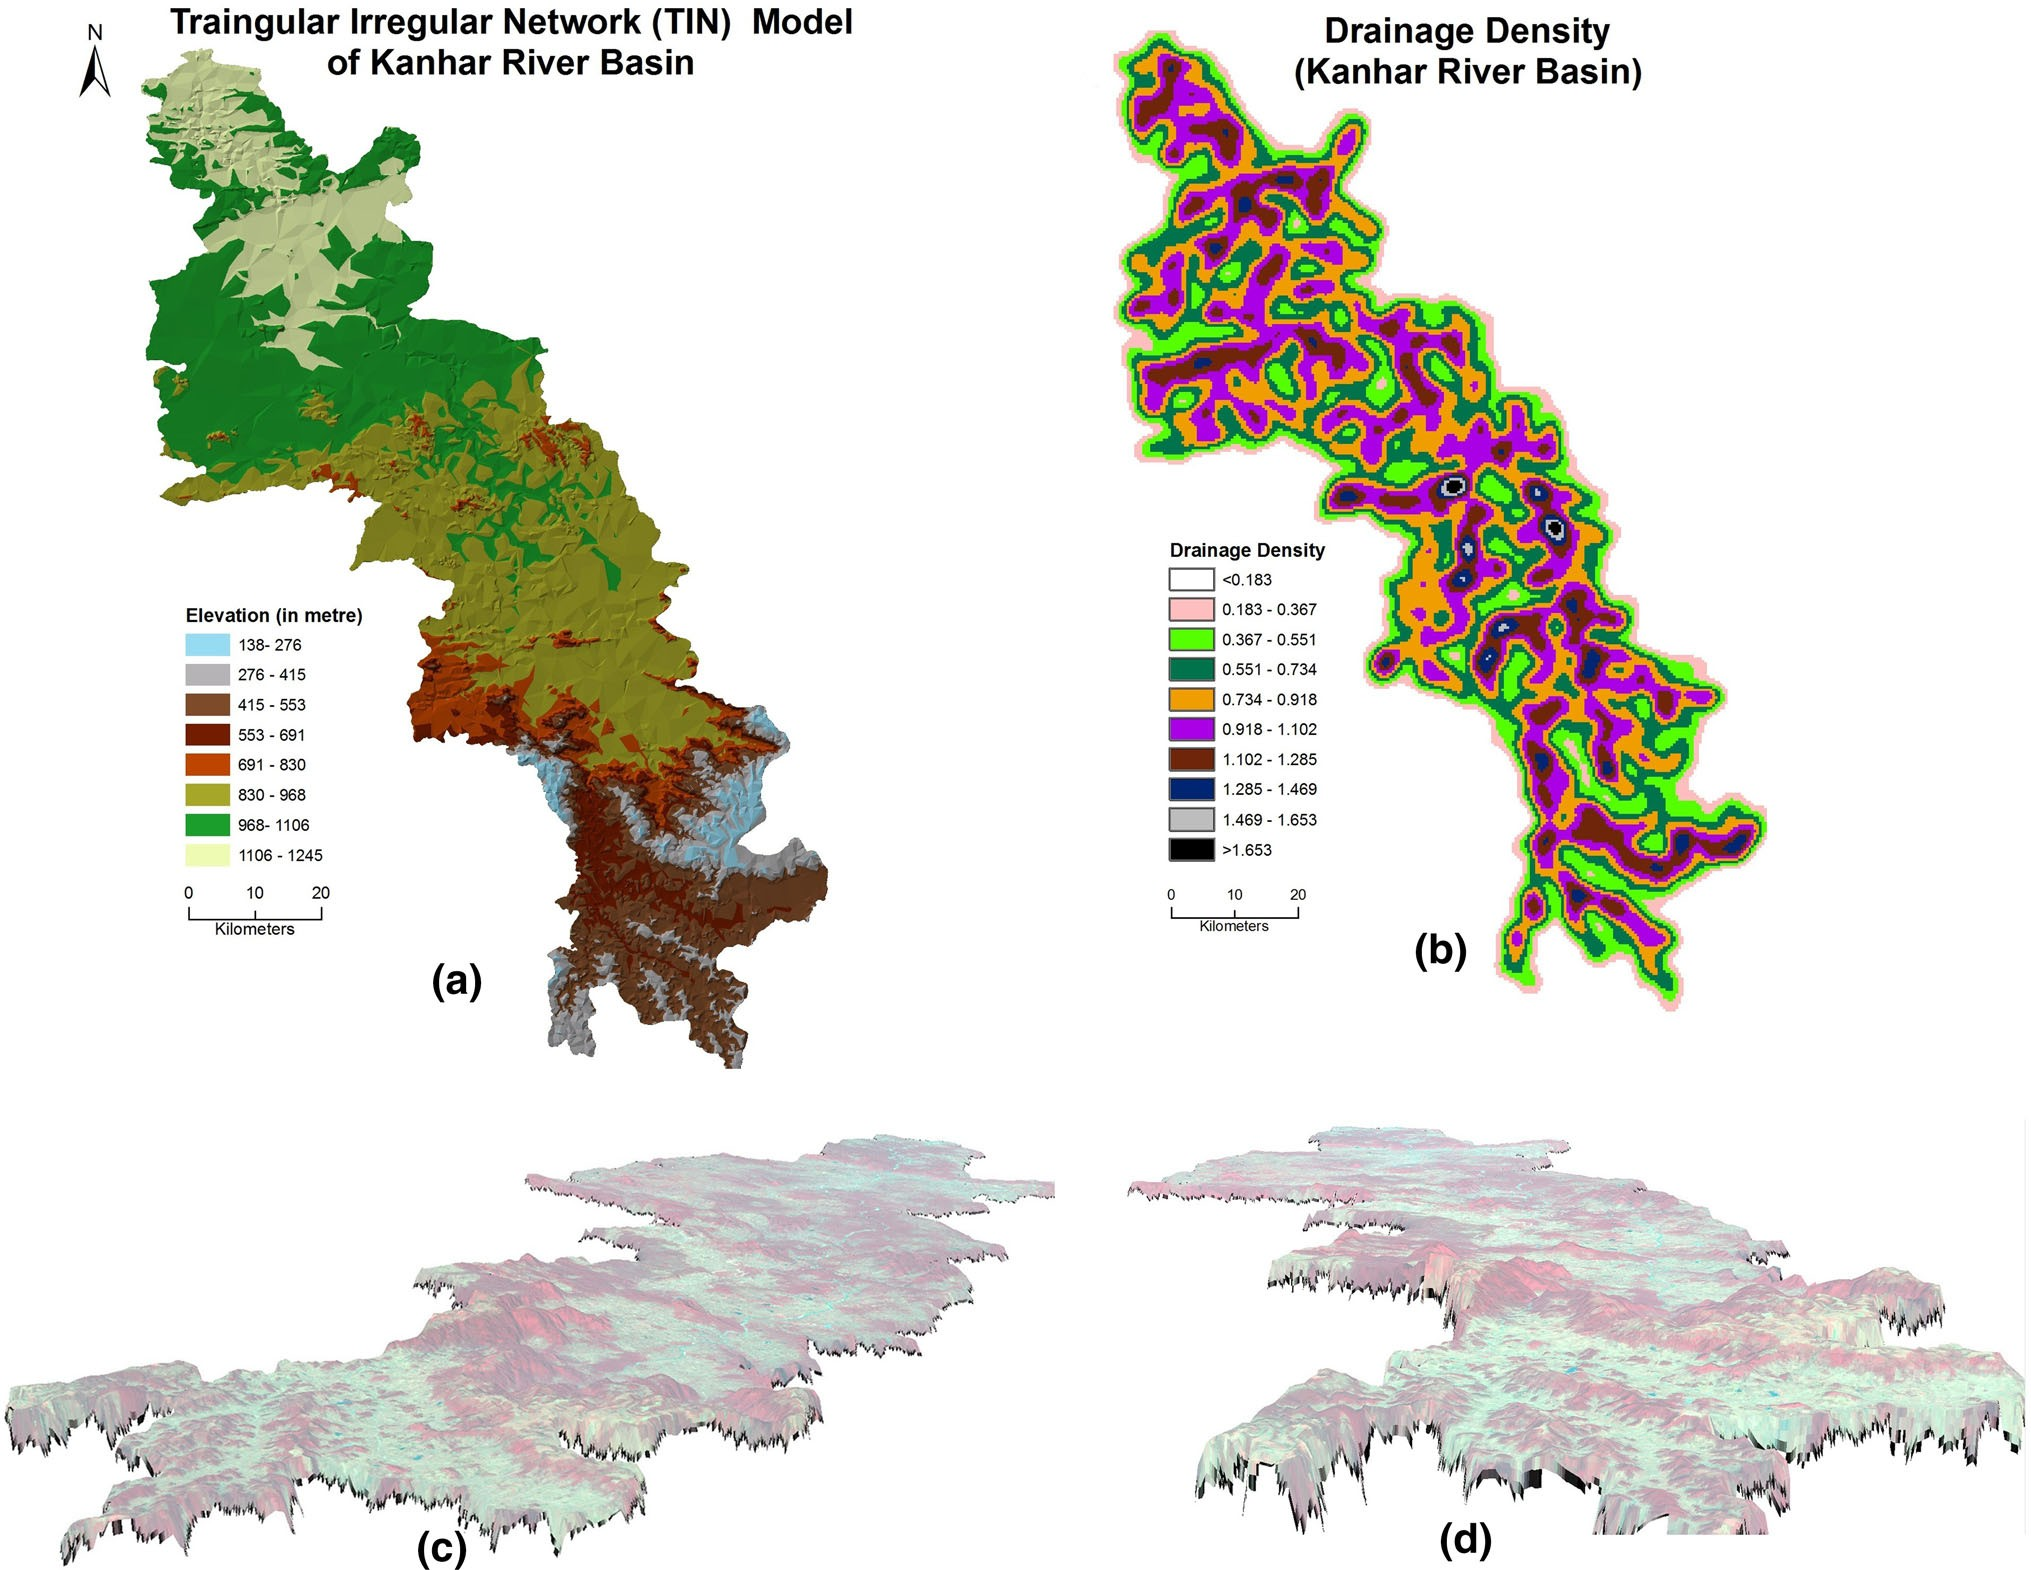 Traingular Irregular Network (TIN) Model
of Kanhar River Basin
N
Elevation (in metre)
138- 276
276 - 415
415 - 553
553 - 691
691 - 830
830 - 968
968- 1106
1106 - 1245
0 10 20
Kilometers
(a)
Drainage Density
(Kanhar River Basin)
Drainage Density
<0.183
0.183 - 0.367
0.367 - 0.551
0.551 - 0.734
0.734 - 0.918
0.918 - 1.102
1.102 - 1.285
1.285 - 1.469
1.469 - 1.653
>1.653
0 10 20
Kilometers
(b)
(c)
(d)